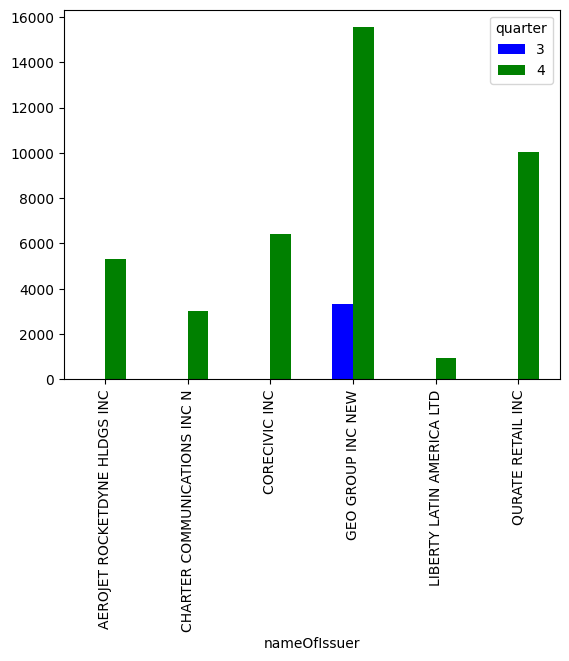 16000
14000
12000
10000
8000
6000
4000
2000
0
quarter
3
4
AEROJET ROCKETDYNE HLDGS INC
CHARTER COMMUNICATIONS INC N
CORECIVIC INC
GEO GROUP INC NEW
LIBERTY LATIN AMERICA LTD
QURATE RETAIL INC
nameOfIssuer